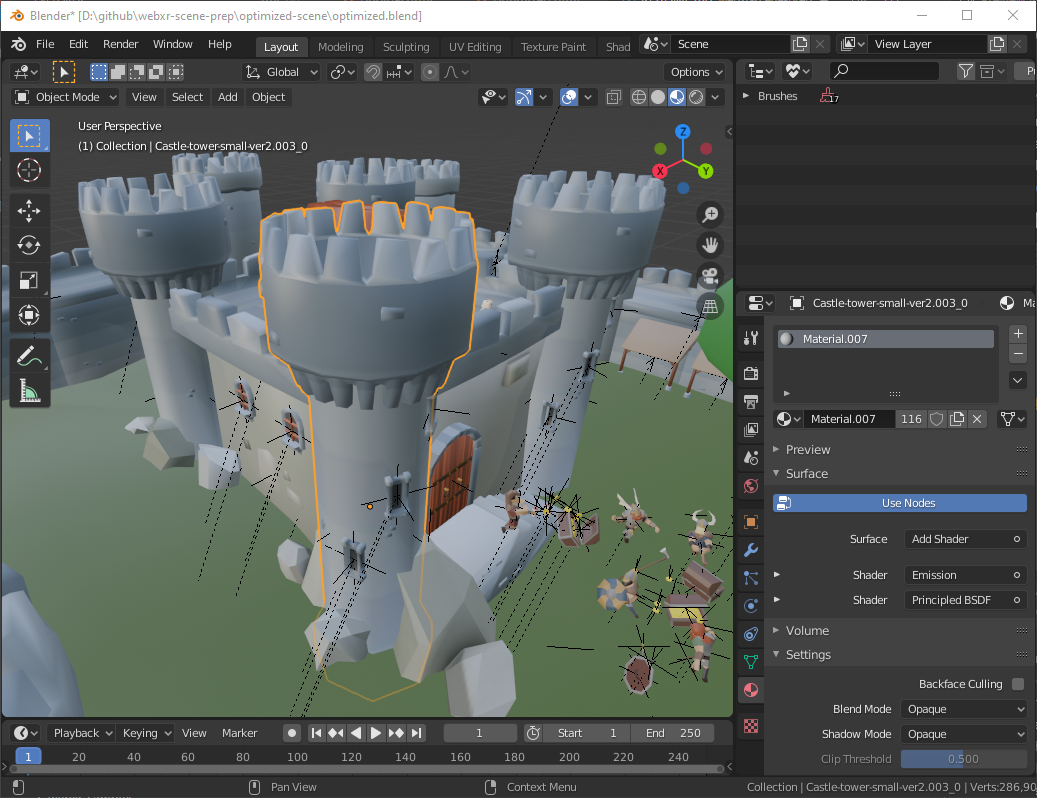 Blender* [D:\github\webxr-scene-prep\optimized-scene\optimized.blend]
File Edit Render Window Help Layout Modeling Sculpting UV Editing Texture Paint Shad Scene View Layer
Global Options
Object Mode View Select Add Object
Brushes 17
User Perspective
(1) Collection | Castle-tower-small-ver2.003_0
Z
X Y
Castle-tower-small-ver2.003_0 Ma
Material.007
Material.007 116
Preview
Surface
Use Nodes
Surface Add Shader
Shader Emission
Shader Principled BSDF
Volume
Settings
Backface Culling
Blend Mode Opaque
Shadow Mode Opaque
Clip Threshold 0.500
Playback Keying View Marker 1 Start 1 End 250
1 20 40 60 80 100 120 140 160 180 200 220 240
Pan View Context Menu Collection | Castle-tower-small-ver2.003_0 | Verts:286,90